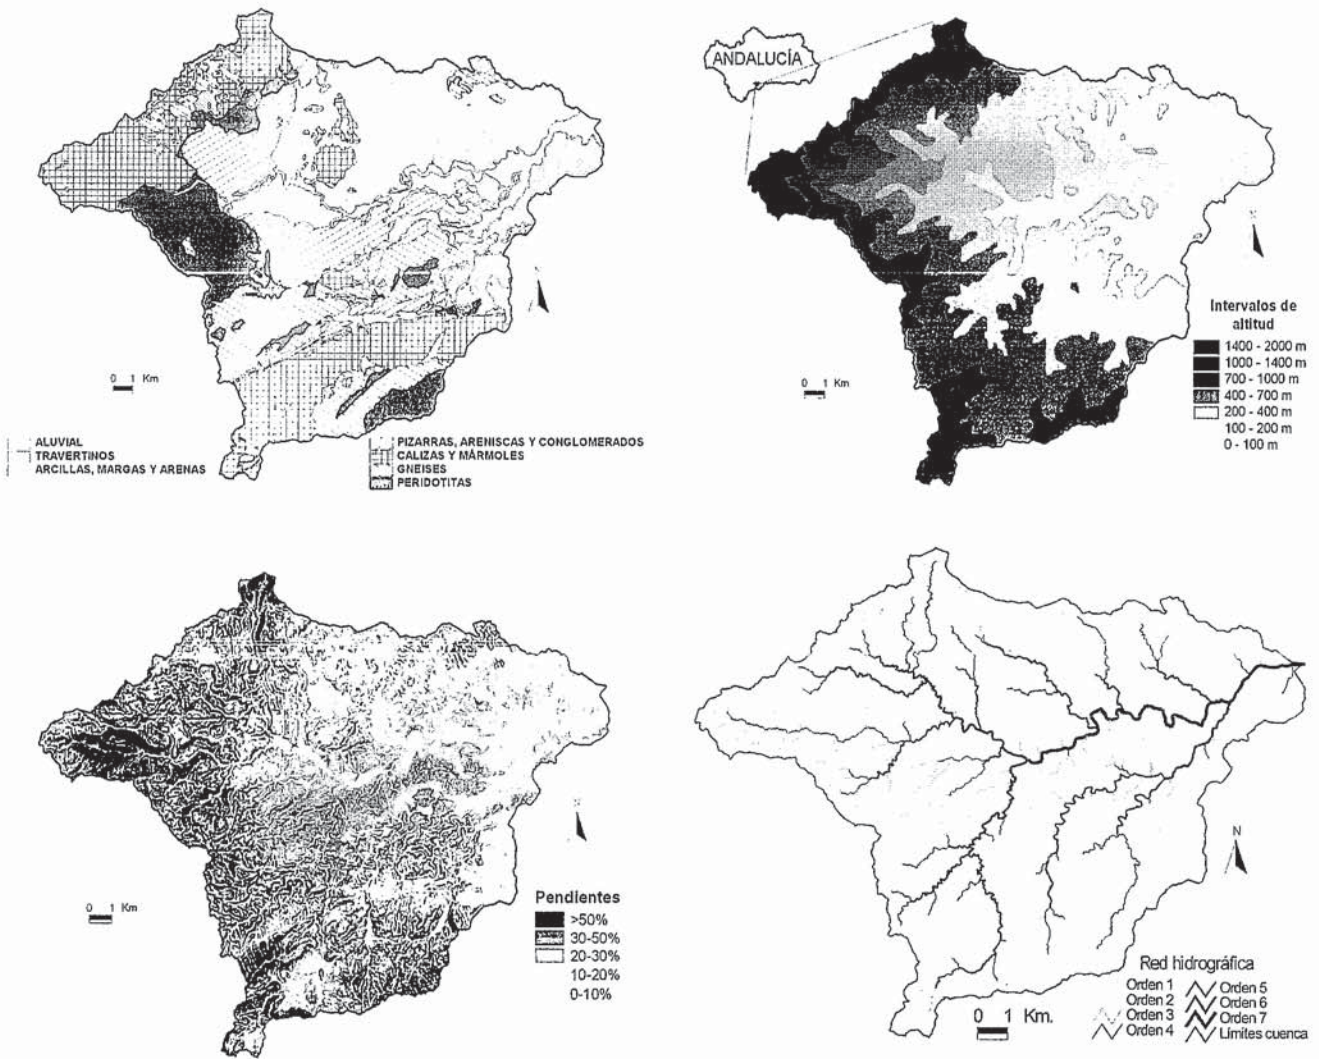 0 1 Km
ALUVIAL
TRAVERTINOS
ARCILLAS, MARGAS Y ARENAS
PIZARRAS, ARENISCAS Y CONGLOMERADOS
CALIZAS Y MÁRMOLES
GNEISES
PERIDOTITAS
ANDALUCÍA
0 1 Km
Intervalos de
altitud
1400 - 2000 m
1000 - 1400 m
700 - 1000 m
400 - 700 m
200 - 400 m
100 - 200 m
0 - 100 m
0 1 Km
Pendientes
>50%
30-50%
20-30%
10-20%
0-10%
N
Red hidrográfica
Orden 1
Orden 2
Orden 3
Orden 4
Orden 5
Orden 6
Orden 7
Límites cuenca
0 1 Km.